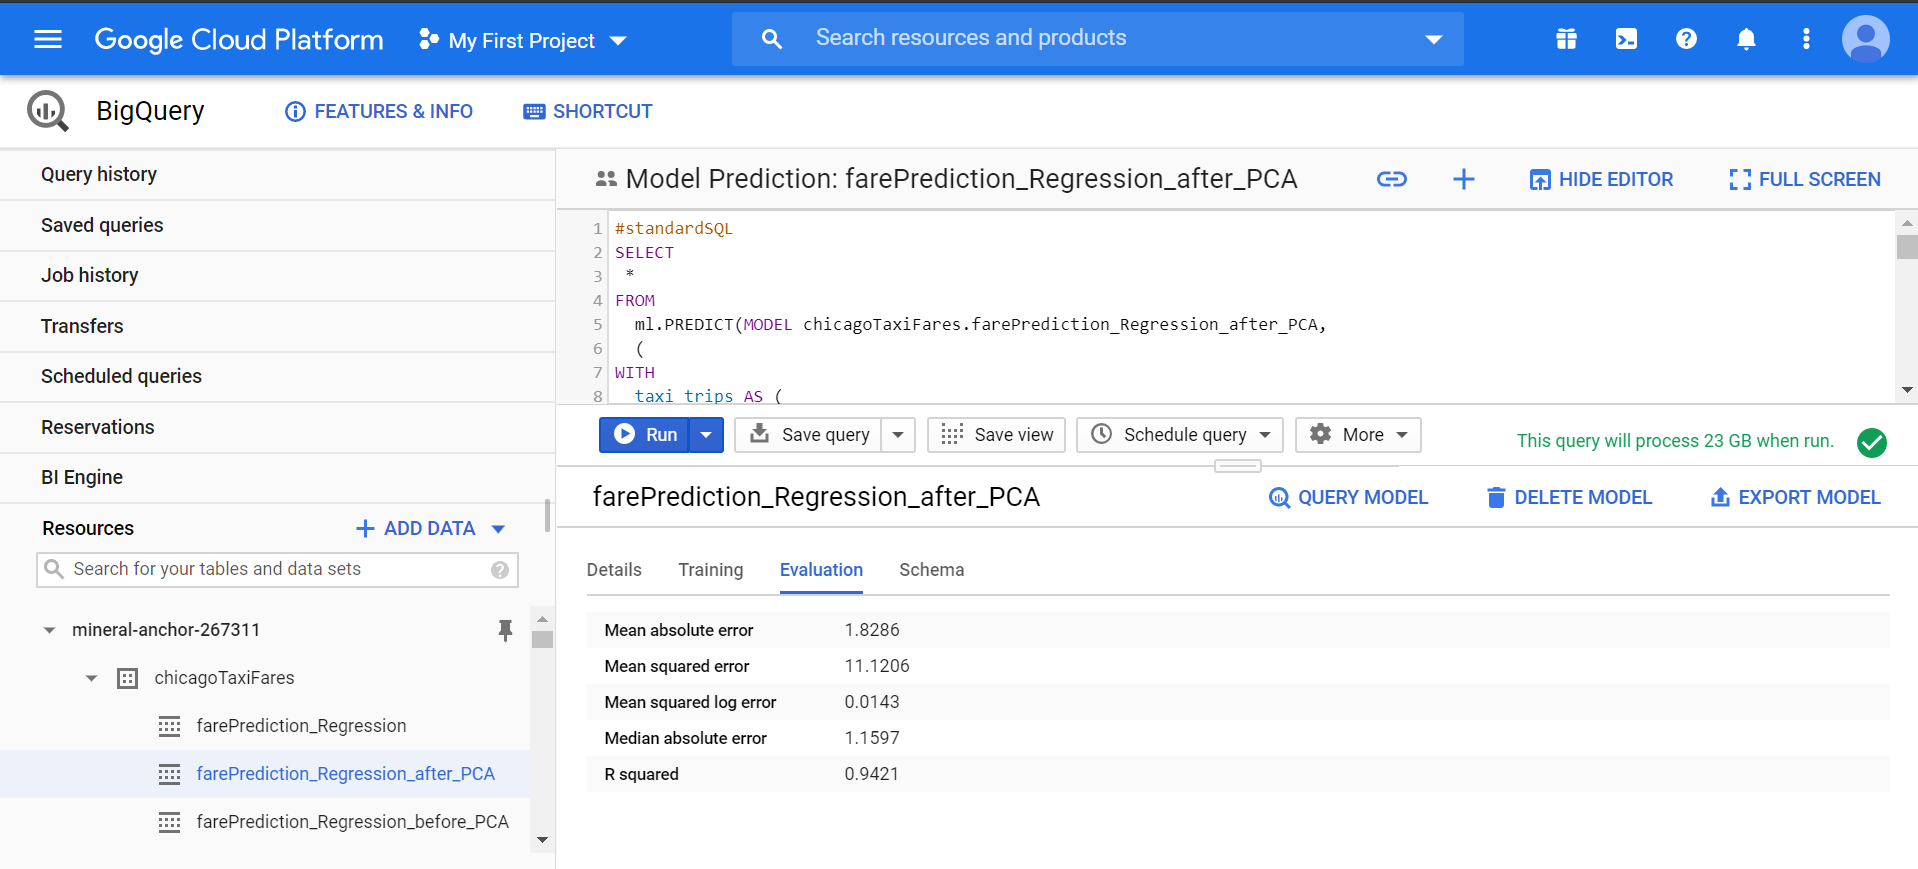 Google Cloud Platform My First Project Search resources and products
BigQuery FEATURES & INFO SHORTCUT
Query history
Saved queries
Job history
Transfers
Scheduled queries
Reservations
BI Engine
Resources ADD DATA
Search for your tables and data sets
mineral-anchor-267311
chicagoTaxiFares
farePrediction_Regression
farePrediction_Regression_after_PCA
farePrediction_Regression_before_PCA
Model Prediction: farePrediction_Regression_after_PCA HIDE EDITOR FULL SCREEN
1 #standardSQL
2 SELECT
3 *
4 FROM
5 ml.PREDICT(MODEL chicagoTaxiFares.farePrediction_Regression_after_PCA,
6 (
7 WITH
8 taxi_trips AS (
Run Save query Save view Schedule query More This query will process 23 GB when run.
farePrediction_Regression_after_PCA QUERY MODEL DELETE MODEL EXPORT MODEL
Details Training Evaluation Schema
Mean absolute error 1.8286
Mean squared error 11.1206
Mean squared log error 0.0143
Median absolute error 1.1597
R squared 0.9421